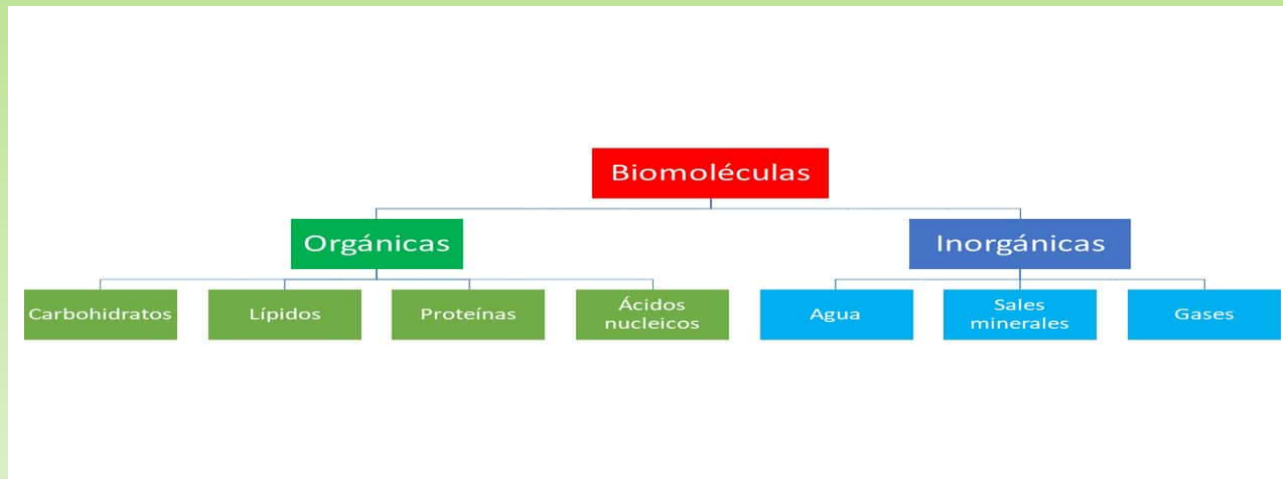 Biomoléculas
Orgánicas
Inorgánicas
Carbohidratos
Lípidos
Proteínas
Ácidos
nucleicos
Agua
Sales
minerales
Gases